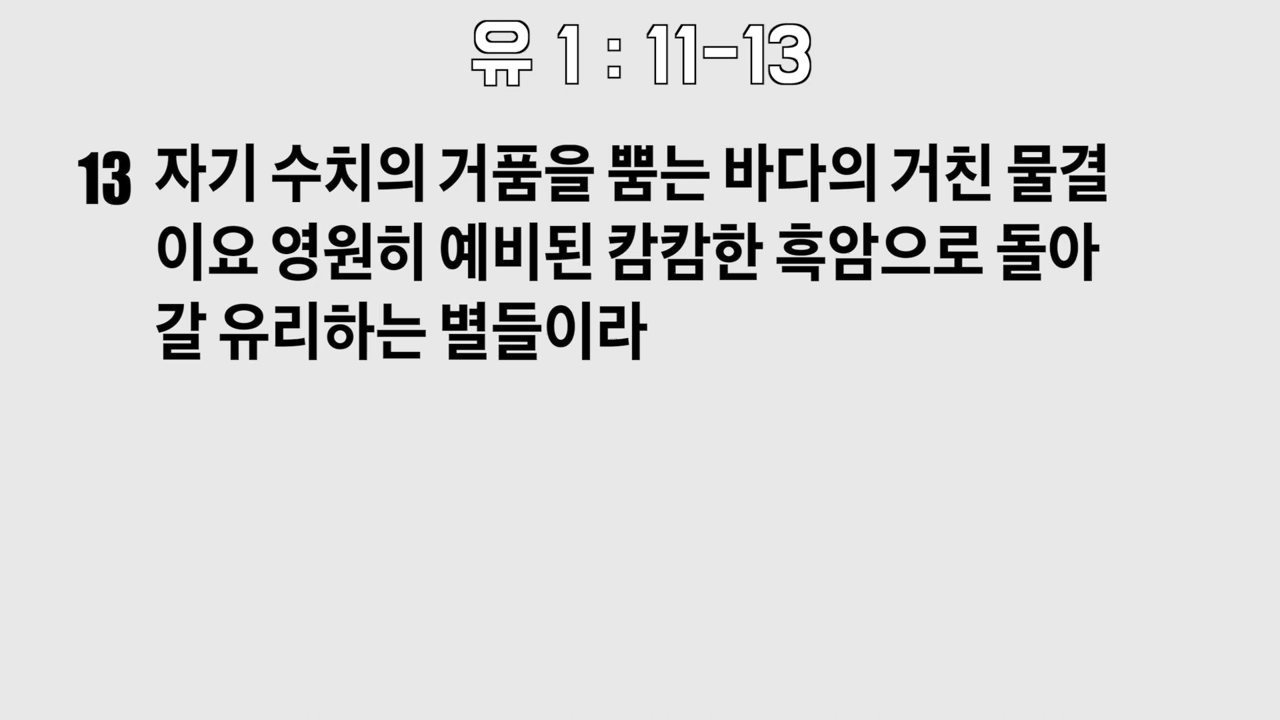 유 1 : 11-13
13 자기 수치의 거품을 뿜는 바다의 거친 물결
이요 영원히 예비된 캄캄한 흑암으로 돌아
갈 유리하는 별들이라